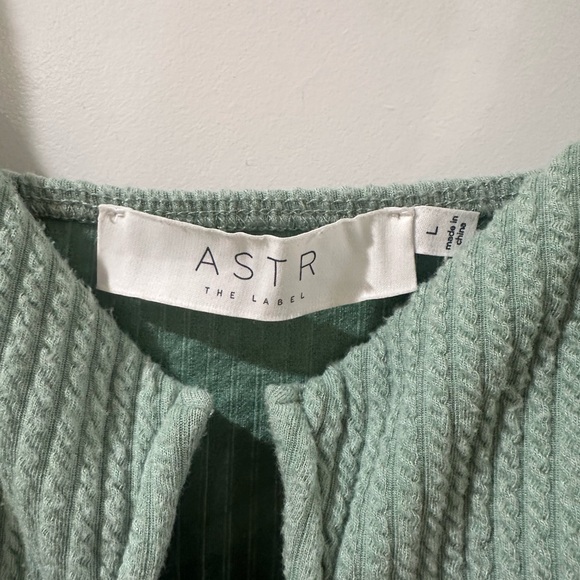 ASTR
THE LABEL
L
made in
china